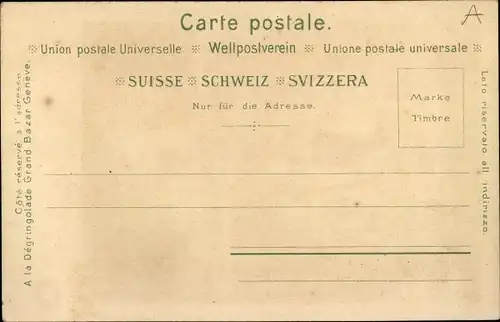 Carte postale.
A
Union postale Universelle Weltpostverein Unione postale universale
SUISSE SCHWEIZ SVIZZERA
Nur für die Adresse.
Marke
Timbre
Côté réservé à l'adresse
A la Dégringolade Grand Bazar Genève.
Lato riservato all indirizzo.